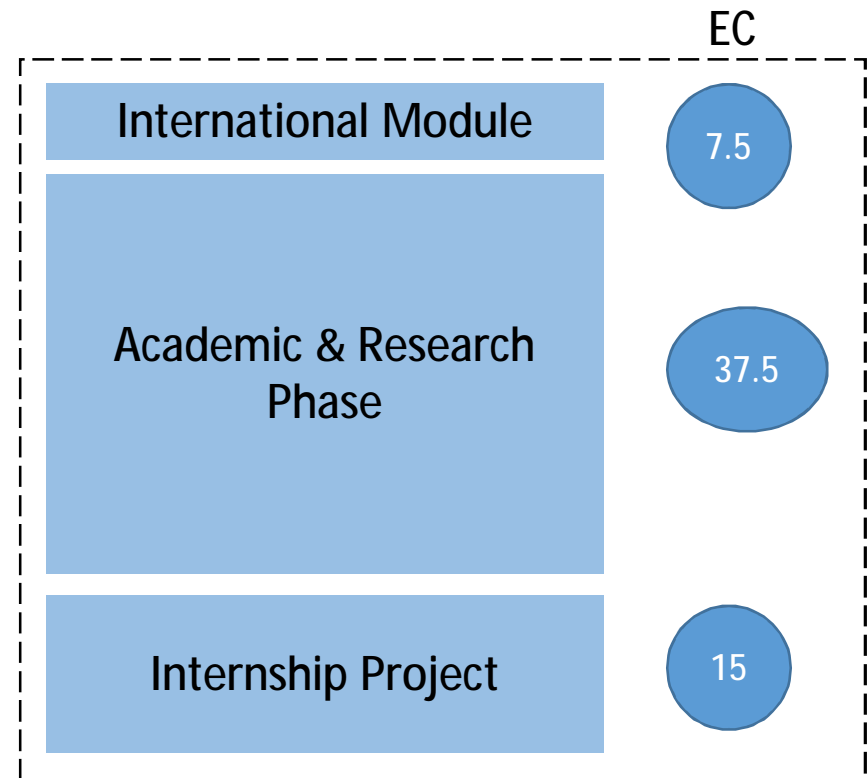 EC
International Module
7.5
Academic & Research
Phase
37.5
Internship Project
15